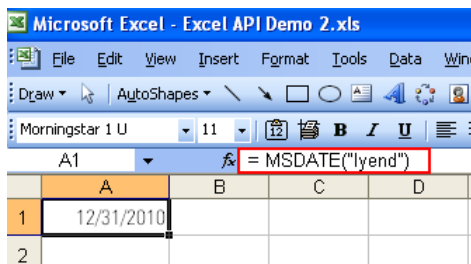 Microsoft Excel - Excel API Demo 2.xls
File Edit View Insert Format Tools Data
Draw AutoShapes
Morningstar 1 U 11 12 B I U
A1 fx = MSDATE("lyend")
A B C D
1 12/31/2010
2